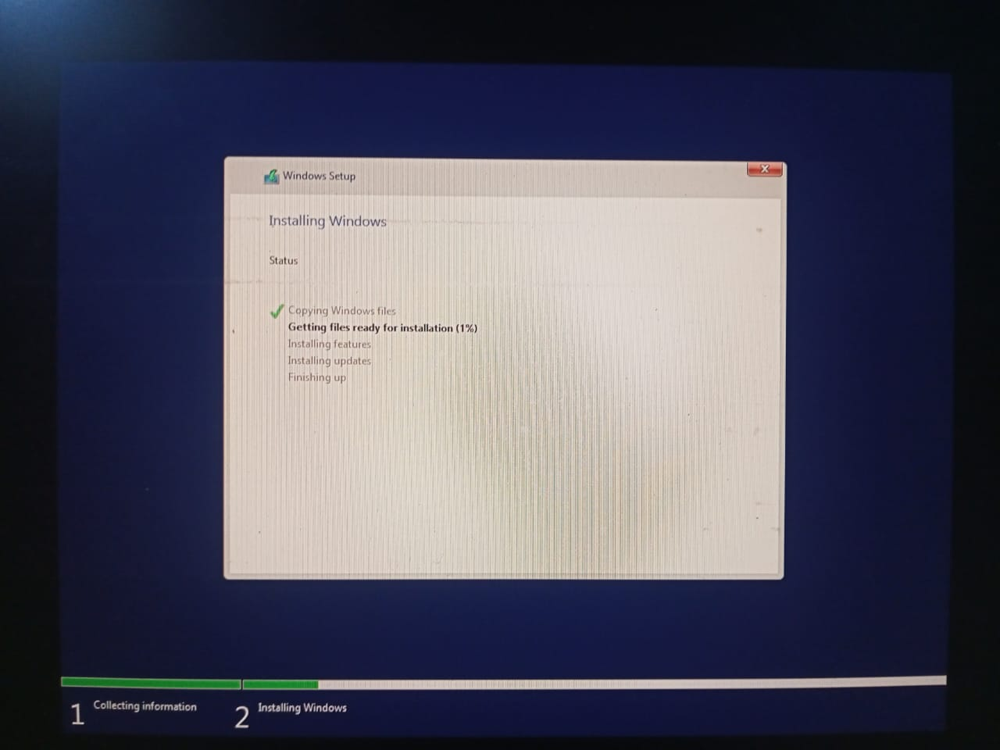 Windows Setup
Installing Windows
Status
Copying Windows files
Getting files ready for installation (1%)
Installing features
Installing updates
Finishing up
1 Collecting information
2 Installing Windows